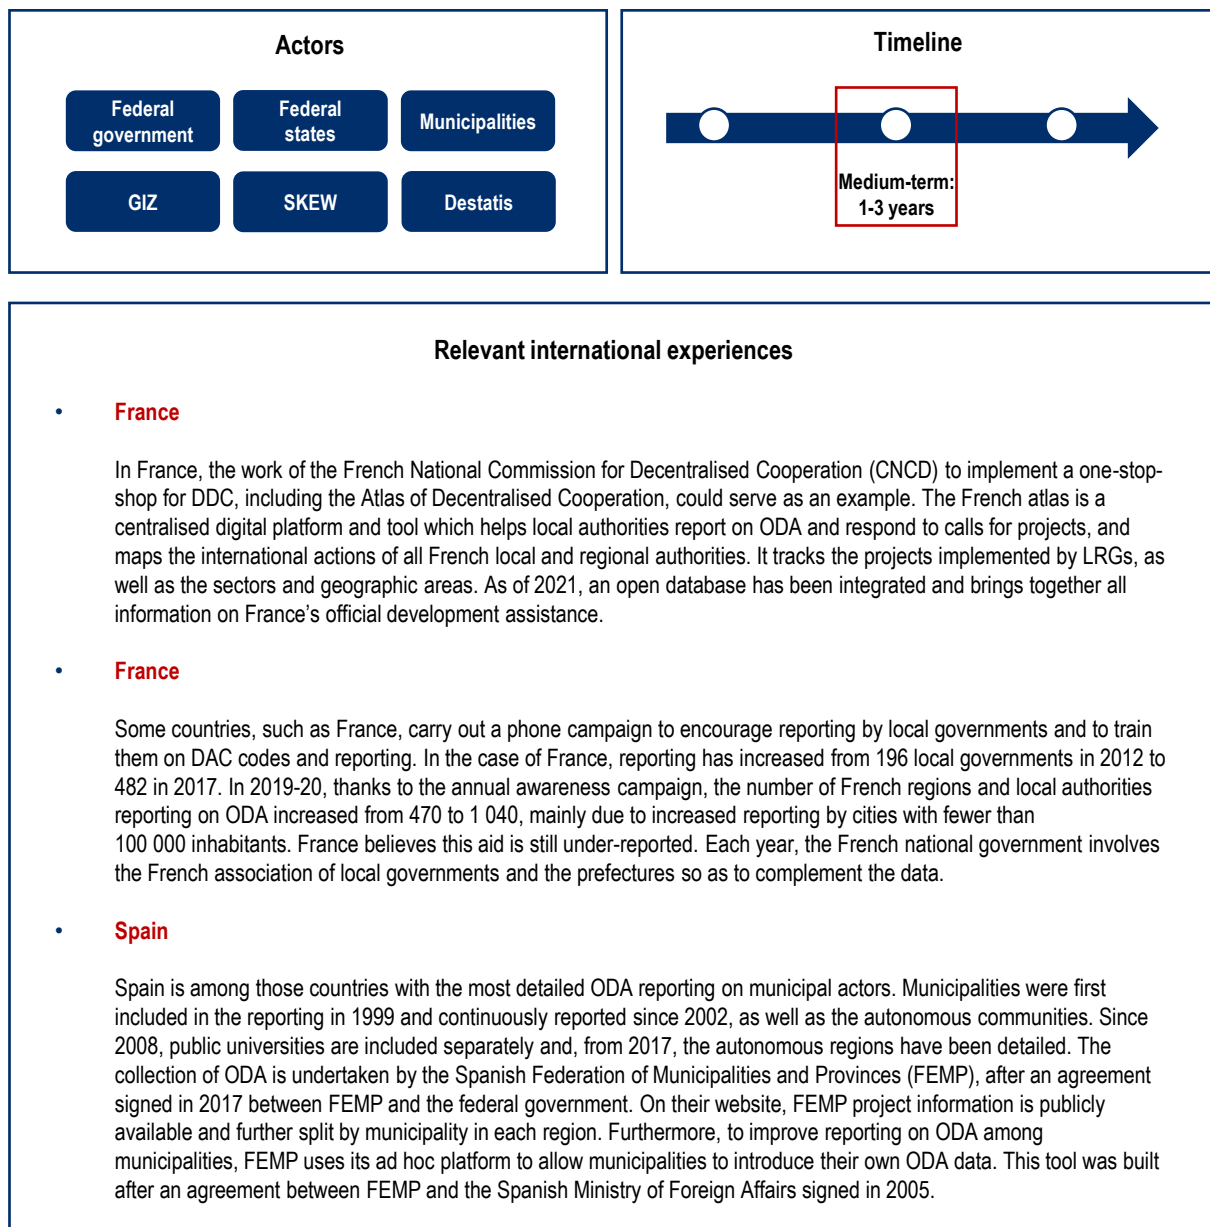 Actors
Federal
government
Federal
states
Municipalities
GIZ
SKEW
Destatis
Timeline
Medium-term:
1-3 years
Relevant international experiences
• France
In France, the work of the French National Commission for Decentralised Cooperation (CNCD) to implement a one-stop-
shop for DDC, including the Atlas of Decentralised Cooperation, could serve as an example. The French atlas is a
centralised digital platform and tool which helps local authorities report on ODA and respond to calls for projects, and
maps the international actions of all French local and regional authorities. It tracks the projects implemented by LRGs, as
well as the sectors and geographic areas. As of 2021, an open database has been integrated and brings together all
information on France’s official development assistance.
• France
Some countries, such as France, carry out a phone campaign to encourage reporting by local governments and to train
them on DAC codes and reporting. In the case of France, reporting has increased from 196 local governments in 2012 to
482 in 2017. In 2019-20, thanks to the annual awareness campaign, the number of French regions and local authorities
reporting on ODA increased from 470 to 1 040, mainly due to increased reporting by cities with fewer than
100 000 inhabitants. France believes this aid is still under-reported. Each year, the French national government involves
the French association of local governments and the prefectures so as to complement the data.
• Spain
Spain is among those countries with the most detailed ODA reporting on municipal actors. Municipalities were first
included in the reporting in 1999 and continuously reported since 2002, as well as the autonomous communities. Since
2008, public universities are included separately and, from 2017, the autonomous regions have been detailed. The
collection of ODA is undertaken by the Spanish Federation of Municipalities and Provinces (FEMP), after an agreement
signed in 2017 between FEMP and the federal government. On their website, FEMP project information is publicly
available and further split by municipality in each region. Furthermore, to improve reporting on ODA among
municipalities, FEMP uses its ad hoc platform to allow municipalities to introduce their own ODA data. This tool was built
after an agreement between FEMP and the Spanish Ministry of Foreign Affairs signed in 2005.